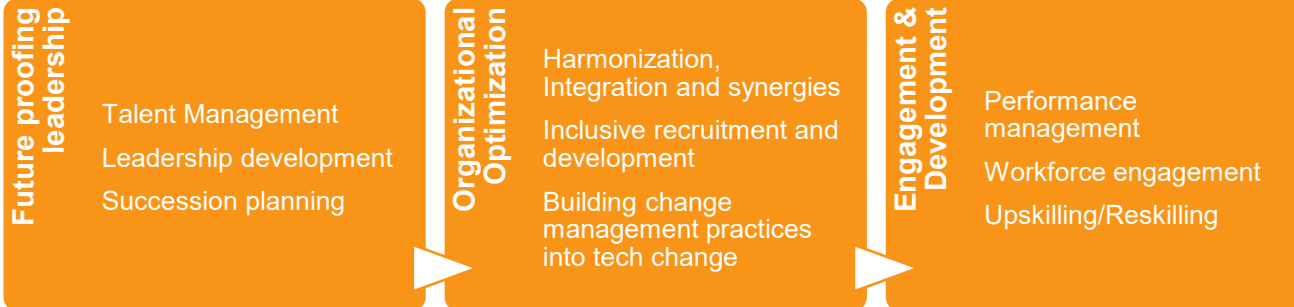 Future proofing
leadership
Talent Management
Leadership development
Succession planning
Organizational
Optimization
Harmonization,
Integration and synergies
Inclusive recruitment and
development
Building change
management practices
into tech change
Engagement &
Development
Performance
management
Workforce engagement
Upskilling/Reskilling